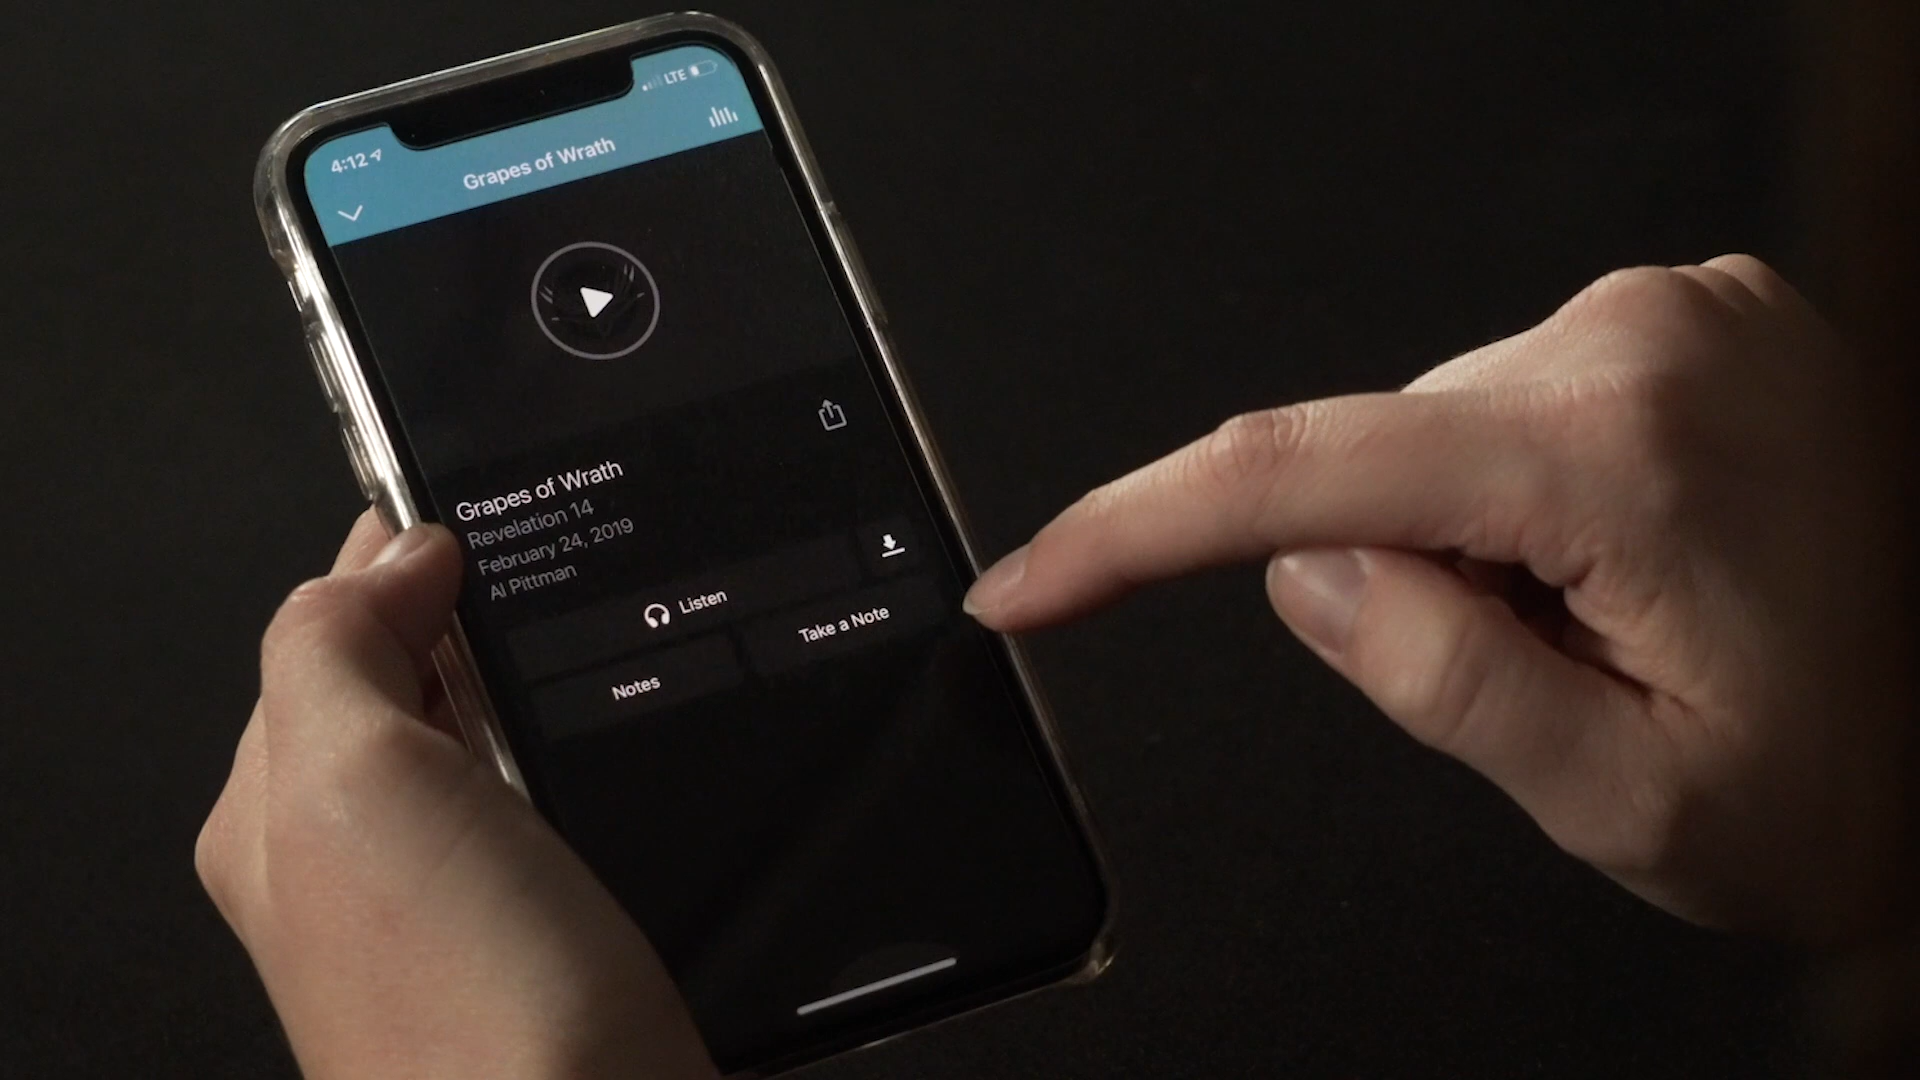 4:12
LTE
Grapes of Wrath
Grapes of Wrath
Revelation 14
February 24, 2019
Al Pittman
Listen
Notes
Take a Note